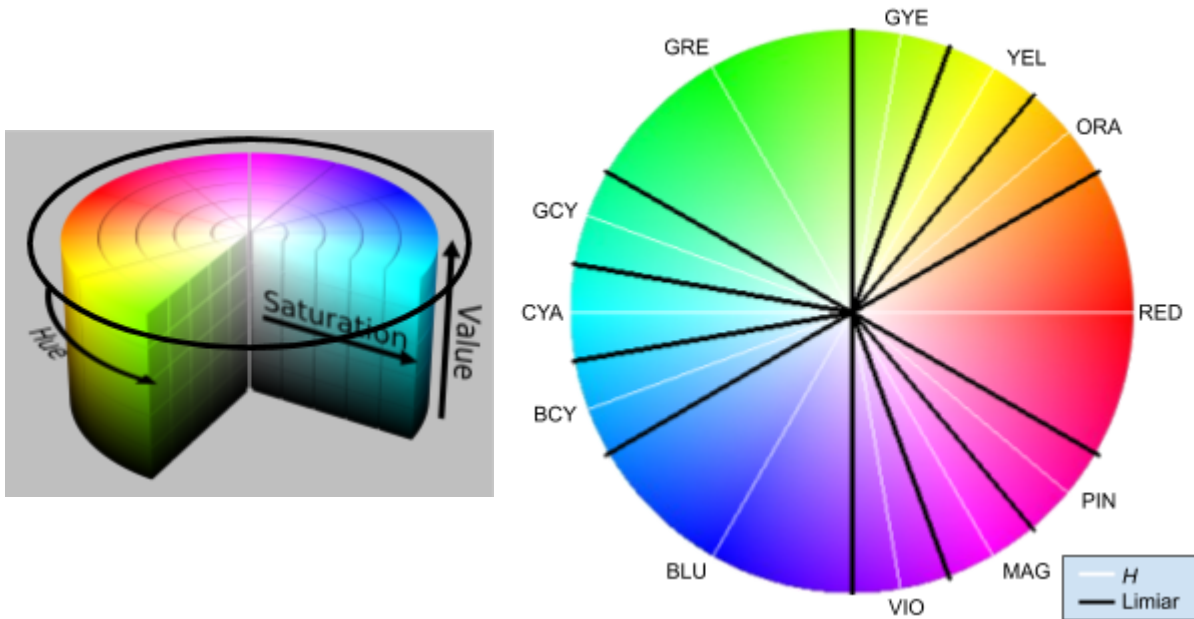 Hue
Saturation
Value
GYE
GRE
YEL
ORA
GCY
CYA
RED
BCY
PIN
BLU
MAG
VIO
H
Limiar